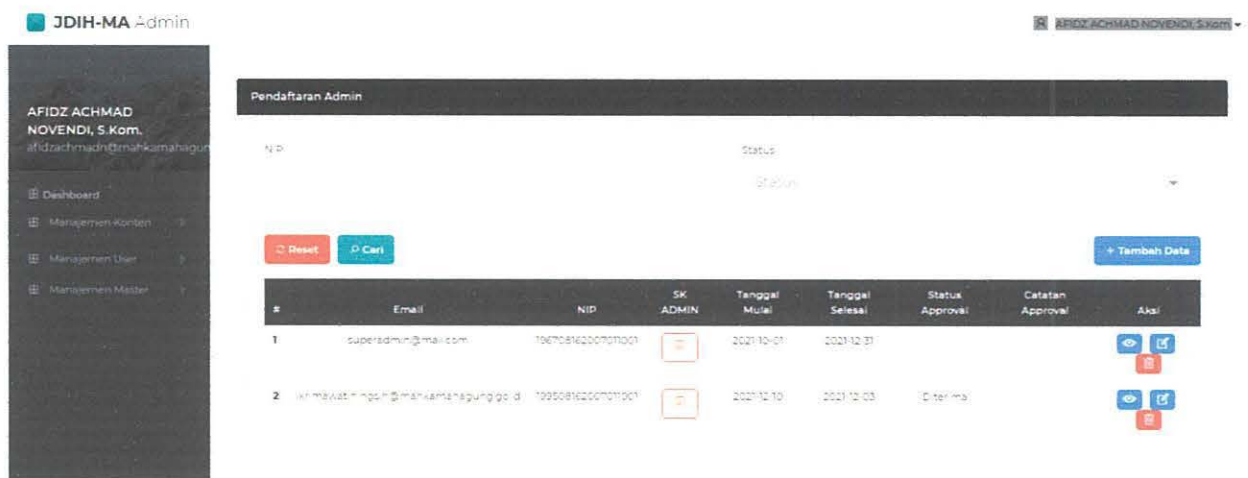 JDIH-MA Admin
AFIDZ ACHMAD NOVENDI, S.Kom
AFIDZ ACHMAD
NOVENDI, S.Kom.
afidzachmadn@mahkamahagun
Dashboard
Manajemen Konten
Manajemen User
Manajemen Master
Pendaftaran Admin
NIP Status
Status
Reset Cari + Tambah Data
# Email NIP SK ADMIN Tanggal Mulai Tanggal Selesai Status Approval Catatan Approval Aksi
1 superadmin@mail.com 196708162007011001 2021-10-01 2021-12-31
2 2021-12-10 2021-12-03 Diterima